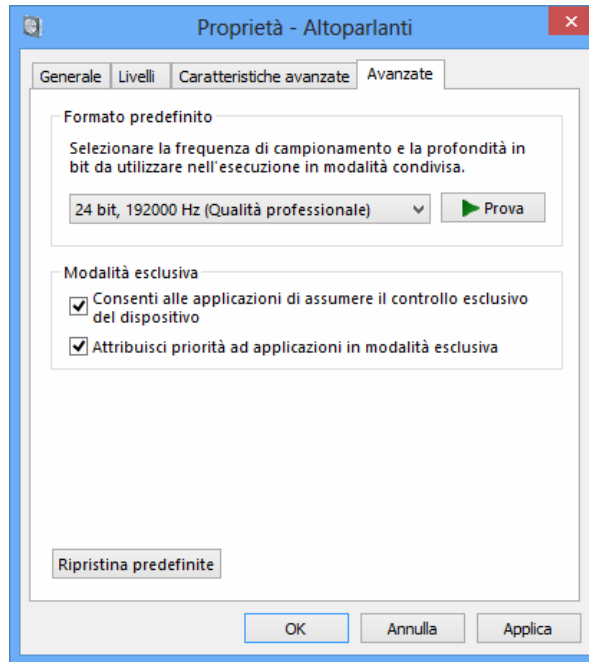 Proprietà - Altoparlanti
Generale
Livelli
Caratteristiche avanzate
Avanzate
Formato predefinito
Selezionare la frequenza di campionamento e la profondità in
bit da utilizzare nell'esecuzione in modalità condivisa.
24 bit, 192000 Hz (Qualità professionale)
Prova
Modalità esclusiva
Consenti alle applicazioni di assumere il controllo esclusivo
del dispositivo
Attribuisci priorità ad applicazioni in modalità esclusiva
Ripristina predefinite
OK
Annulla
Applica